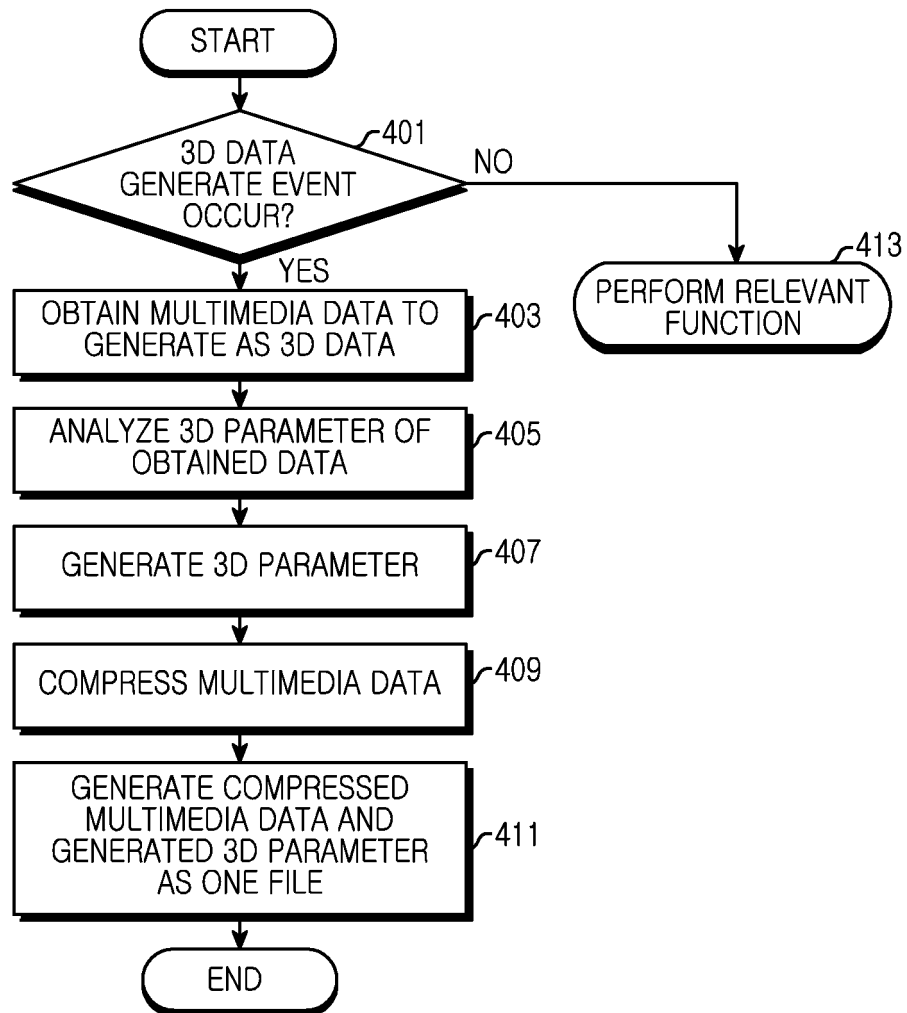 START
401
3D DATA
GENERATE EVENT
OCCUR?
NO
YES
413
PERFORM RELEVANT
FUNCTION
OBTAIN MULTIMEDIA DATA TO
GENERATE AS 3D DATA
403
ANALYZE 3D PARAMETER OF
OBTAINED DATA
405
GENERATE 3D PARAMETER
407
COMPRESS MULTIMEDIA DATA
409
GENERATE COMPRESSED
MULTIMEDIA DATA AND
GENERATED 3D PARAMETER
AS ONE FILE
411
END